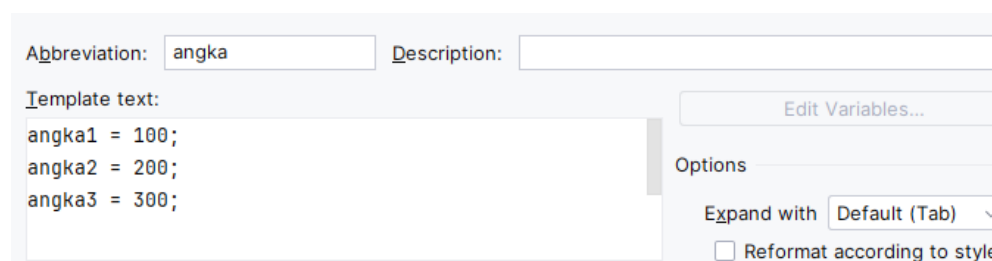 Abbreviation: angka Description:
Template text:
Edit Variables...
angka1 = 100;
angka2 = 200;
angka3 = 300;
Options
Expand with Default (Tab)
Reformat according to style